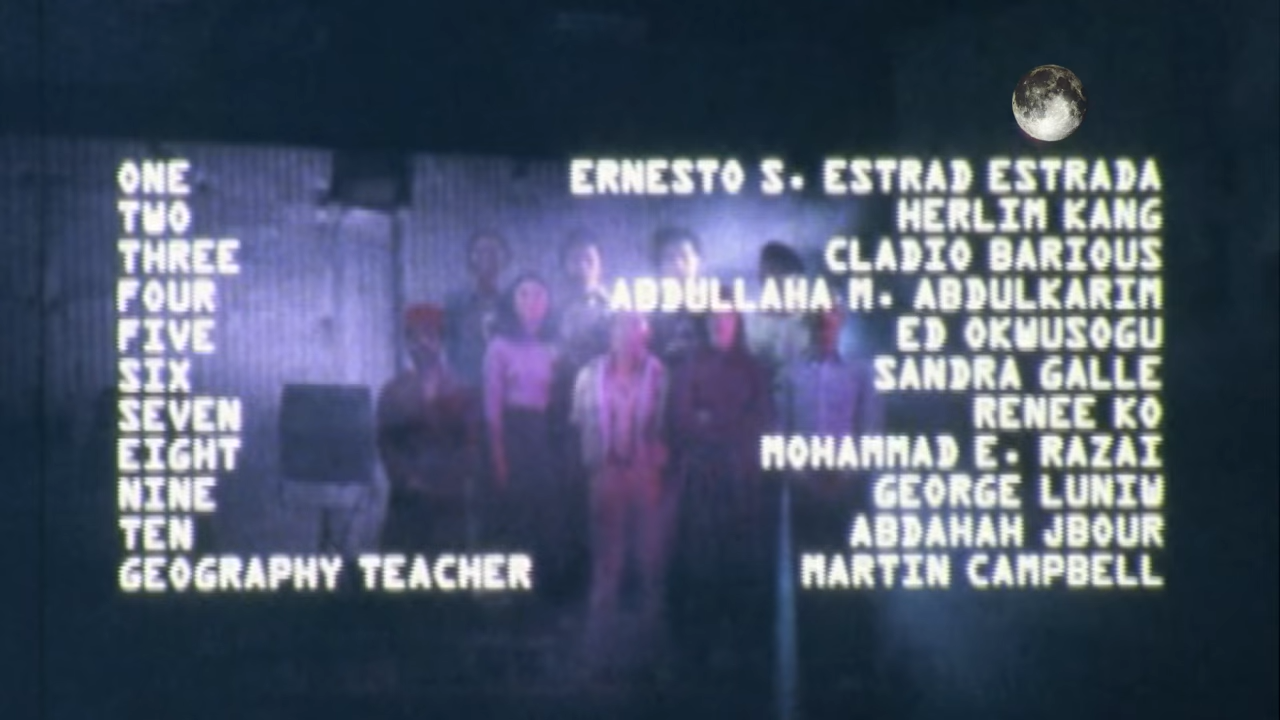 ONE ERNESTO S. ESTRAD ESTRADA
TWO HERLIM KANG
THREE CLADIO BARIOUS
FOUR ABDULLAHA M. ABDULKARIM
FIVE ED OKWUSOGU
SIX SANDRA GALLE
SEVEN RENEE KO
EIGHT MOHAMMAD E. RAZAI
NINE GEORGE LUNIW
TEN ABDAHAH JBOUR
GEOGRAPHY TEACHER MARTIN CAMPBELL